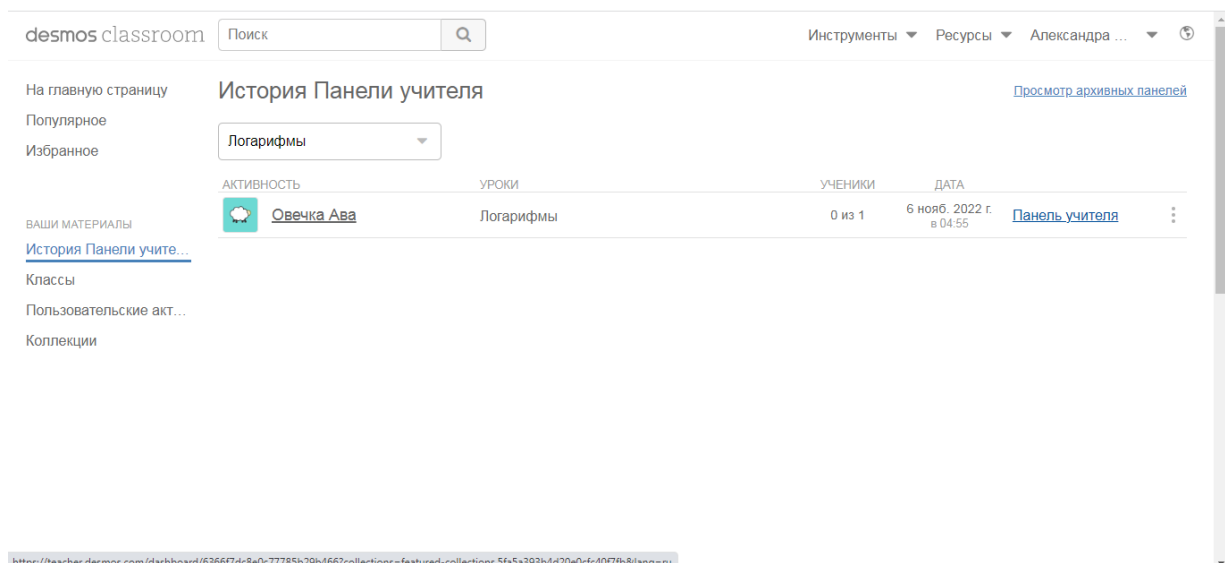 desmos classroom
Поиск
Инструменты
Ресурсы
Александра ...
На главную страницу
Популярное
Избранное
ВАШИ МАТЕРИАЛЫ
История Панели учите...
Классы
Пользовательские акт...
Коллекции
История Панели учителя
Просмотр архивных панелей
Логарифмы
АКТИВНОСТЬ УРОКИ УЧЕНИКИ ДАТА
Овечка Ава Логарифмы 0 из 1 6 нояб. 2022 г. Панель учителя
в 04:55